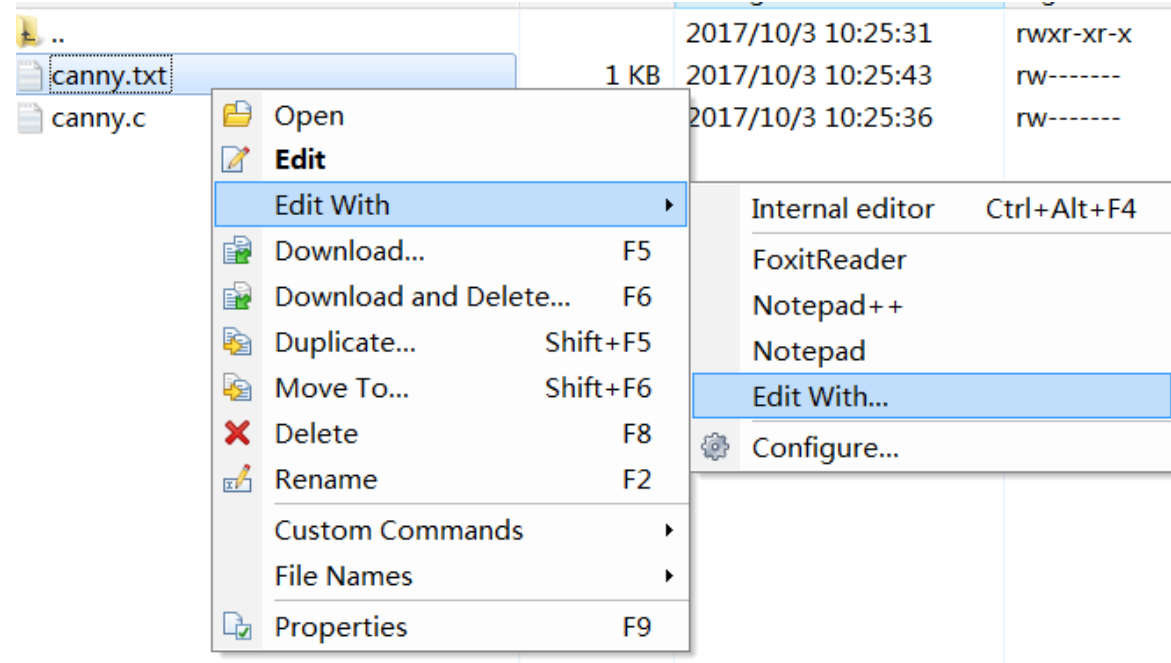 .. 2017/10/3 10:25:31 rwxr-xr-x
canny.txt 1 KB 2017/10/3 10:25:43 rw-------
canny.c 2017/10/3 10:25:36 rw-------
Open
Edit
Edit With
Download... F5
Download and Delete... F6
Duplicate... Shift+F5
Move To... Shift+F6
Delete F8
Rename F2
Custom Commands
File Names
Properties F9
Internal editor Ctrl+Alt+F4
FoxitReader
Notepad++
Notepad
Edit With...
Configure...